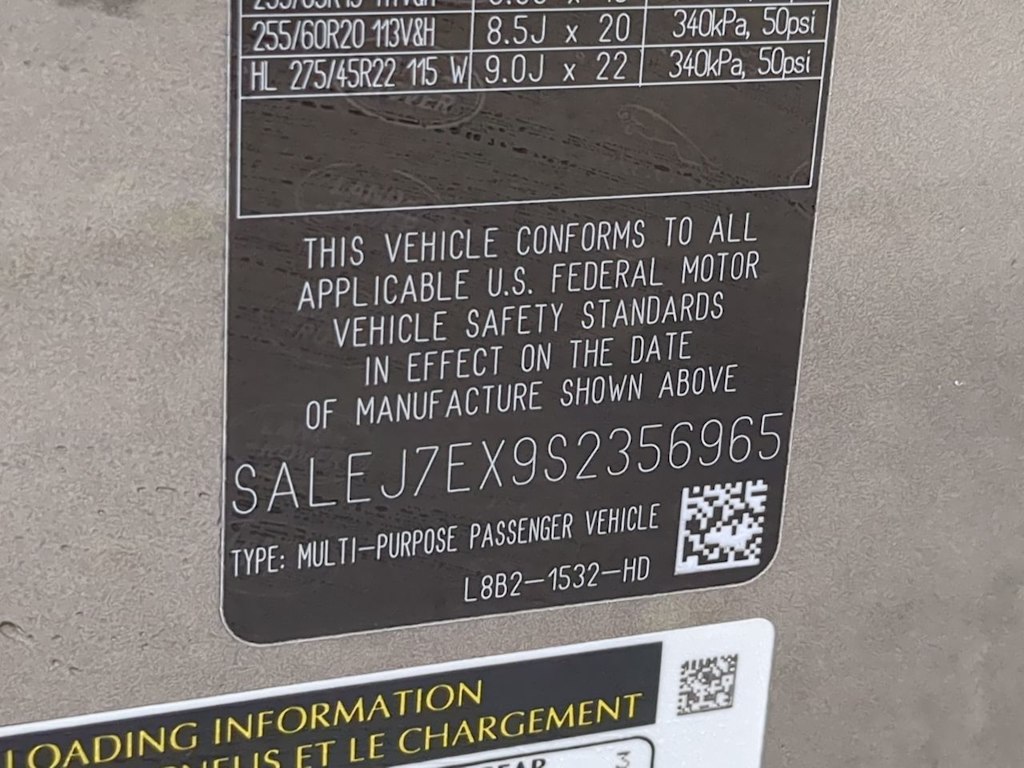 255/60R20 113V&H 8.5J x 20 340kPa, 50psi
HL 275/45R22 115 W 9.0J x 22 340kPa, 50psi
THIS VEHICLE CONFORMS TO ALL
APPLICABLE U.S. FEDERAL MOTOR
VEHICLE SAFETY STANDARDS
IN EFFECT ON THE DATE
OF MANUFACTURE SHOWN ABOVE
SALEJ7EX9S2356965
TYPE: MULTI-PURPOSE PASSENGER VEHICLE
L8B2-1532-HD
LOADING INFORMATION
PNEUS ET LE CHARGEMENT
REAR 3